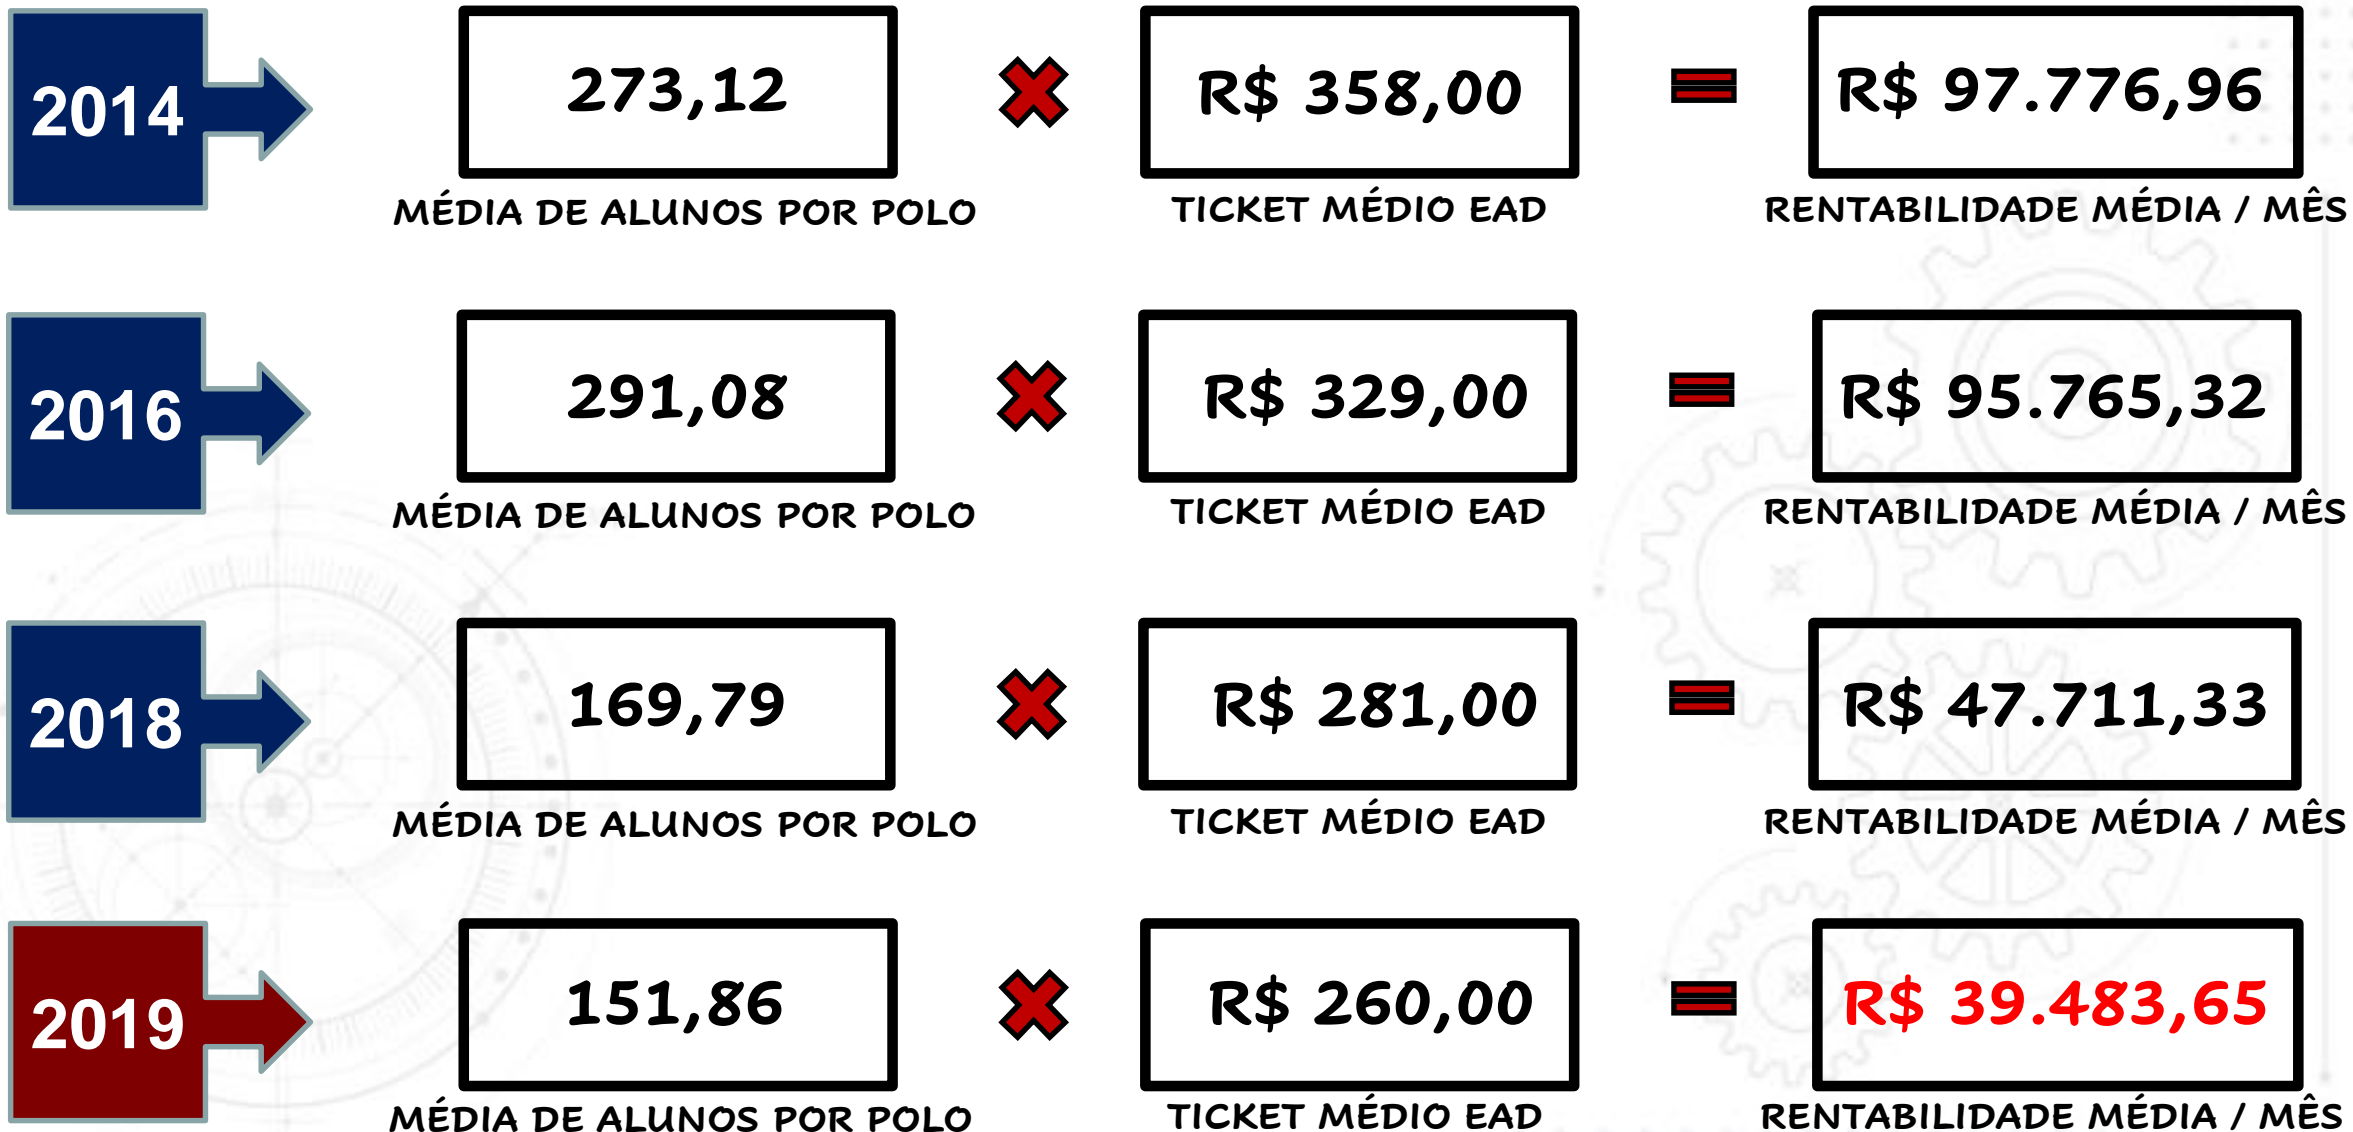 2014
273,12
R$ 358,00
R$ 97.776,96
MÉDIA DE ALUNOS POR POLO
TICKET MÉDIO EAD
RENTABILIDADE MÉDIA / MÊS
2016
291,08
R$ 329,00
R$ 95.765,32
MÉDIA DE ALUNOS POR POLO
TICKET MÉDIO EAD
RENTABILIDADE MÉDIA / MÊS
2018
169,79
R$ 281,00
R$ 47.711,33
MÉDIA DE ALUNOS POR POLO
TICKET MÉDIO EAD
RENTABILIDADE MÉDIA / MÊS
2019
151,86
R$ 260,00
R$ 39.483,65
MÉDIA DE ALUNOS POR POLO
TICKET MÉDIO EAD
RENTABILIDADE MÉDIA / MÊS